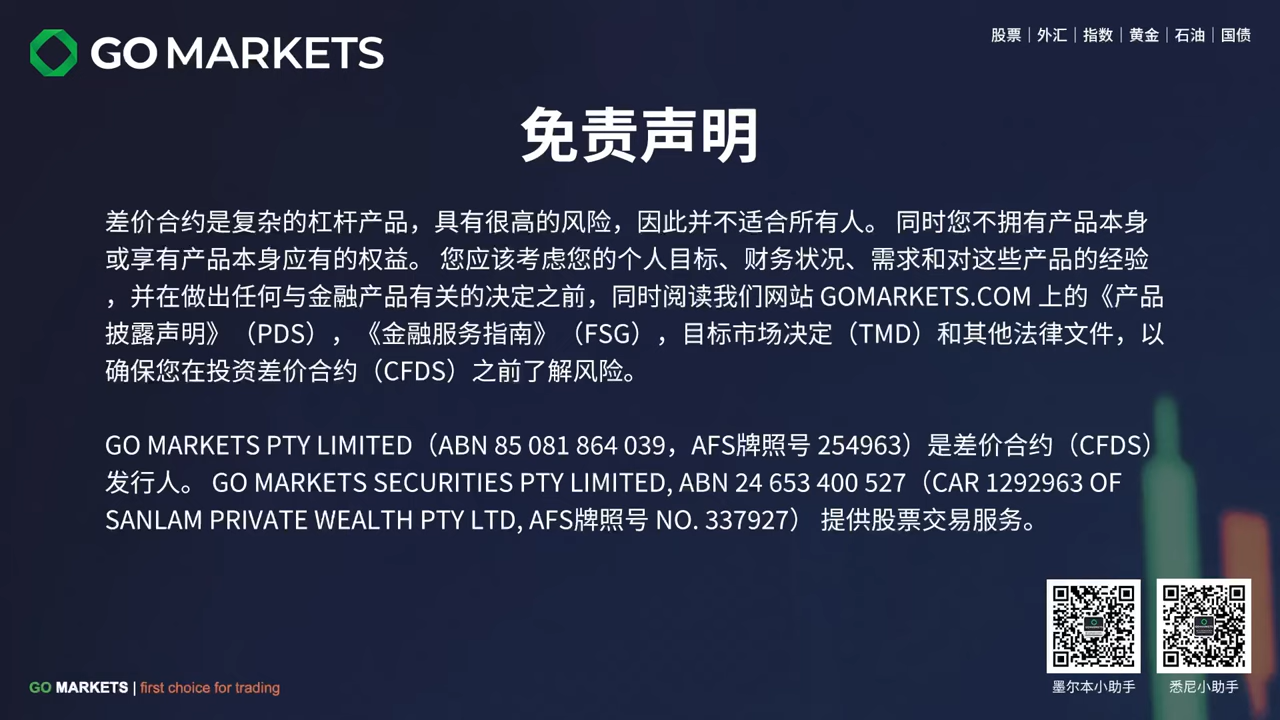 GO MARKETS
股票｜外汇｜指数｜黄金｜石油｜国债
免责声明
差价合约是复杂的杠杆产品，具有很高的风险，因此并不适合所有人。 同时您不拥有产品本身
或享有产品本身应有的权益。 您应该考虑您的个人目标、财务状况、需求和对这些产品的经验
，并在做出任何与金融产品有关的决定之前，同时阅读我们网站 GOMARKETS.COM 上的《产品
披露声明》（PDS），《金融服务指南》（FSG），目标市场决定（TMD）和其他法律文件，以
确保您在投资差价合约（CFDS）之前了解风险。
GO MARKETS PTY LIMITED（ABN 85 081 864 039，AFS牌照号 254963）是差价合约（CFDS）
发行人。 GO MARKETS SECURITIES PTY LIMITED, ABN 24 653 400 527（CAR 1292963 OF
SANLAM PRIVATE WEALTH PTY LTD, AFS牌照号 NO. 337927） 提供股票交易服务。
GO MARKETS | first choice for trading
墨尔本小助手
悉尼小助手